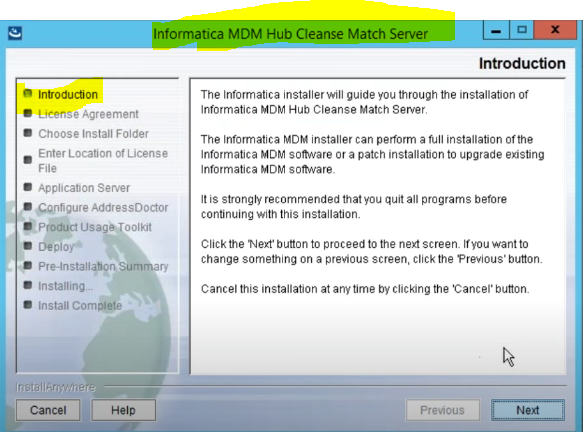 Informatica MDM Hub Cleanse Match Server
Introduction
Introduction
License Agreement
Choose Install Folder
Enter Location of License
File
Application Server
Configure AddressDoctor
Product Usage Toolkit
Deploy
Pre-Installation Summary
Installing...
Install Complete
The Informatica installer will guide you through the installation of
Informatica MDM Hub Cleanse Match Server.
The Informatica MDM installer can perform a full installation of the
Informatica MDM software or a patch installation to upgrade existing
Informatica MDM software.
It is strongly recommended that you quit all programs before
continuing with this installation.
Click the 'Next' button to proceed to the next screen. If you want to
change something on a previous screen, click the 'Previous' button.
Cancel this installation at any time by clicking the 'Cancel' button.
InstallAnywhere
Cancel
Help
Previous
Next